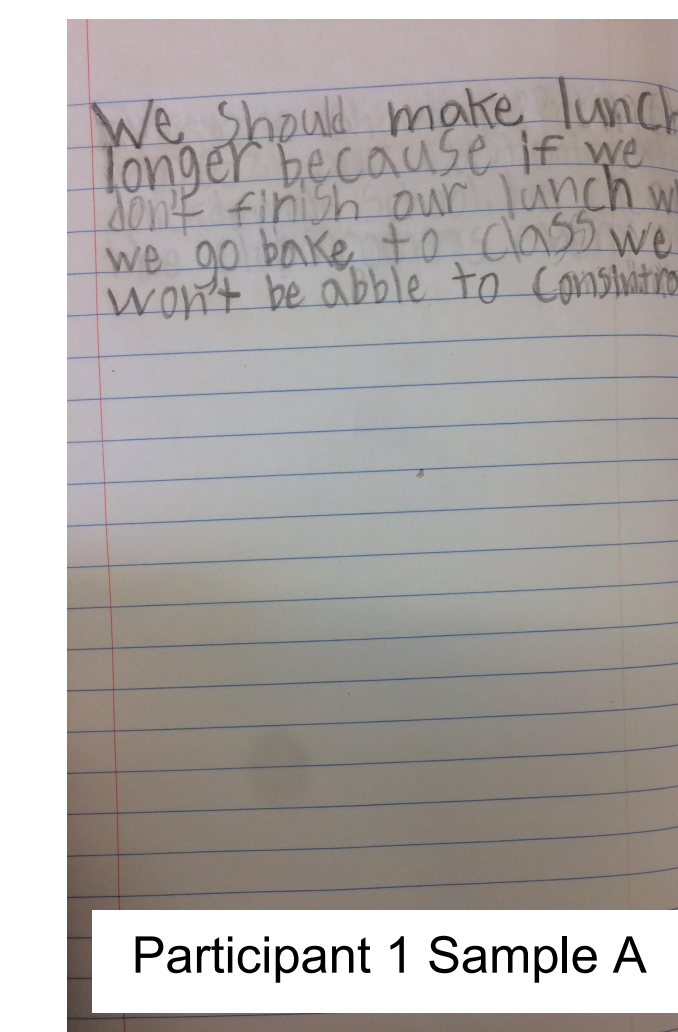 We should make lunch
longer because if we
don't finish our lunch w
we go bake to class we
won't be abble to Consintra
Participant 1 Sample A